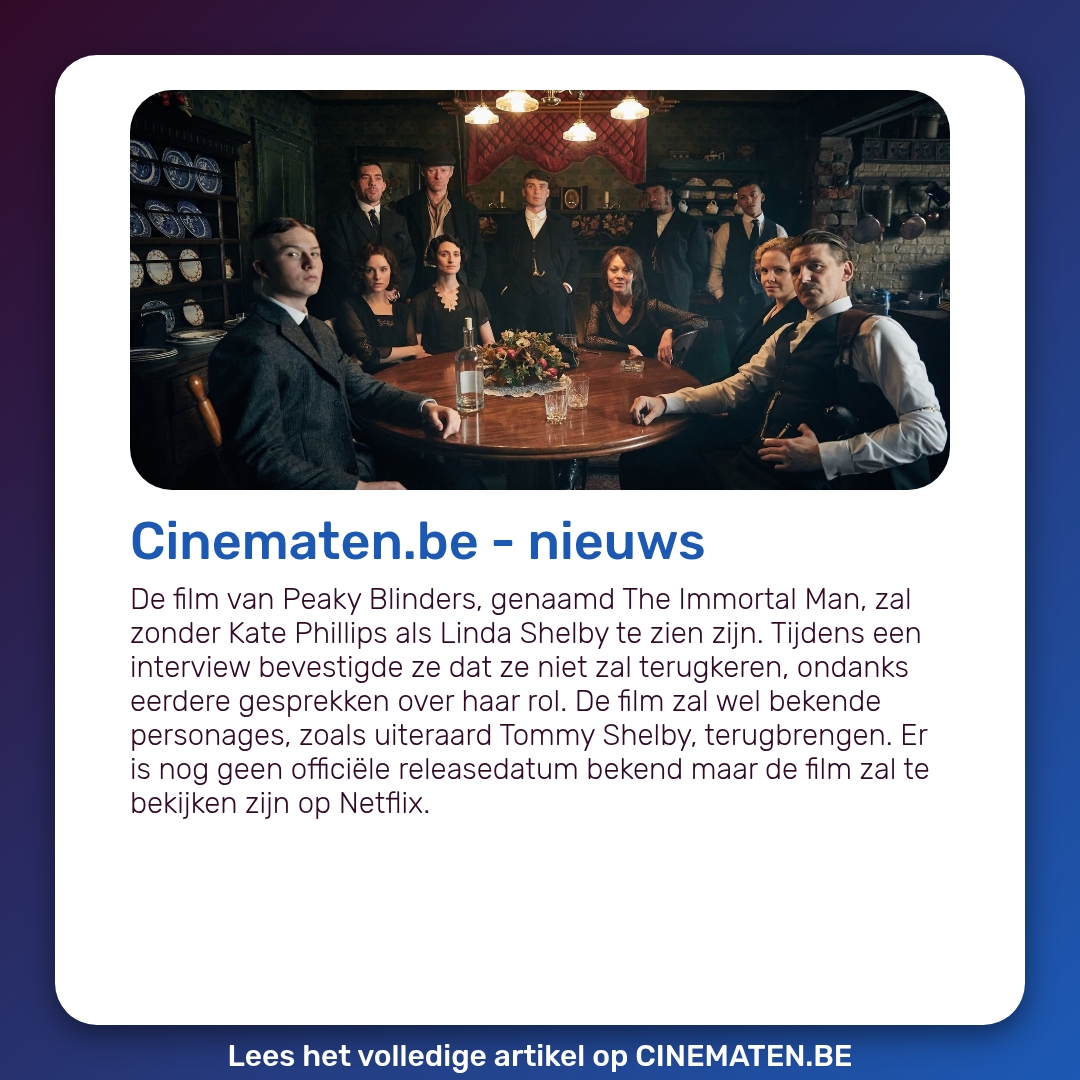 Cinematen.be - nieuws
De film van Peaky Blinders, genaamd The Immortal Man, zal
zonder Kate Phillips als Linda Shelby te zien zijn. Tijdens een
interview bevestigde ze dat ze niet zal terugkeren, ondanks
eerdere gesprekken over haar rol. De film zal wel bekende
personages, zoals uiteraard Tommy Shelby, terugbrengen. Er
is nog geen officiële releasedatum bekend maar de film zal te
bekijken zijn op Netflix.
Lees het volledige artikel op CINEMATEN.BE